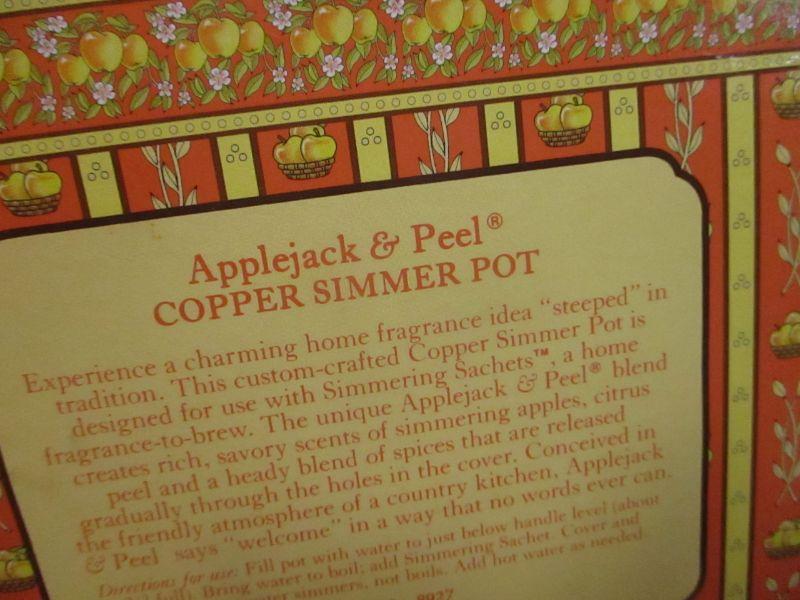 Applejack & Peel®
COPPER SIMMER POT
Experience a charming home fragrance idea “steeped” in
tradition. This custom-crafted Copper Simmer Pot is
designed for use with Simmering Sachets™, a home
fragrance-to-brew. The unique Applejack & Peel® blend
creates rich, savory scents of simmering apples, citrus
peel and a heady blend of spices that are released
gradually through the holes in the cover. Conceived in
the friendly atmosphere of a country kitchen, Applejack
& Peel says “welcome” in a way that no words ever can.
Directions for use: Fill pot with water to just below handle level (about
full). Bring water to boil; add Simmering Sachet. Cover and
simmers, not boils. Add hot water as needed.
8927